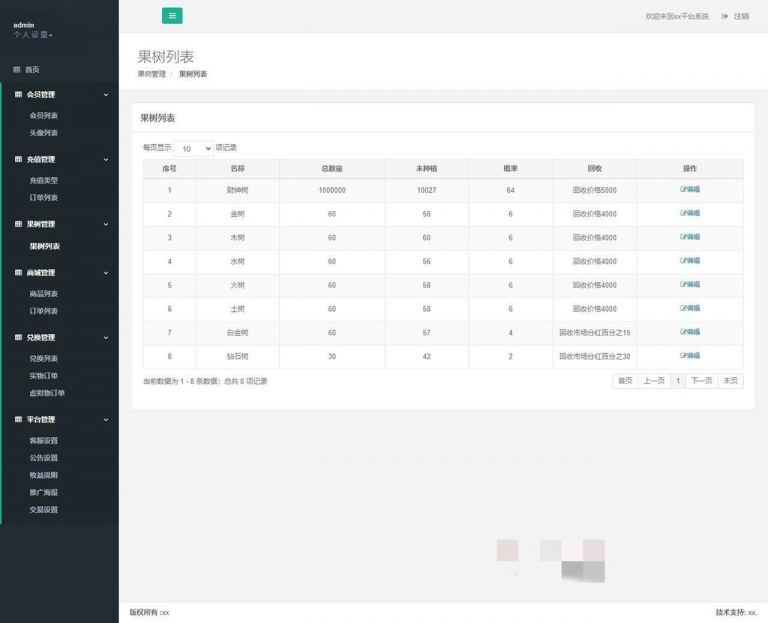 admin
个人设置
欢迎来到xx平台系统 注销
首页
会员管理
会员列表
头像列表
充值管理
充值类型
订单列表
果树管理
果树列表
商城管理
商品列表
订单列表
兑换管理
兑换列表
实物订单
虚拟物订单
平台管理
客服设置
公告设置
收益说明
推广海报
交易设置
果树列表
果树管理 / 果树列表
果树列表
每页显示 10 项记录
序号 名称 总数量 未种植 概率 回收 操作
1 财神树 1000000 10027 64 回收价格5000 编辑
2 金树 60 58 6 回收价格4000 编辑
3 木树 60 60 6 回收价格4000 编辑
4 水树 60 56 6 回收价格4000 编辑
5 火树 60 58 6 回收价格4000 编辑
6 土树 60 58 6 回收价格4000 编辑
7 白金树 60 57 4 回收市场分红百分之15 编辑
8 钻石树 30 42 2 回收市场分红百分之30 编辑
当前数据为 1 - 8 条数据；总共 8 项记录
首页 上一页 1 下一页 末页
版权所有 :xx
技术支持: xx.